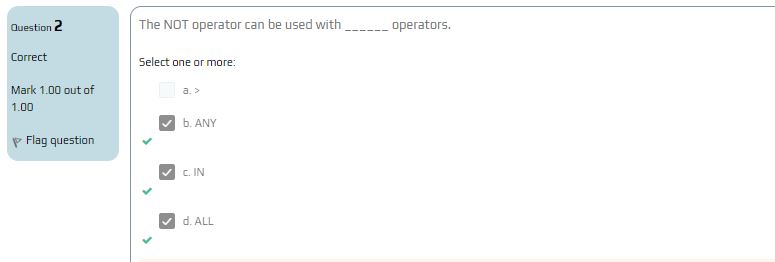 Question 2
Correct
Mark 1.00 out of
1.00
Flag question
The NOT operator can be used with ______ operators.
Select one or more:
a. >
b. ANY
c. IN
d. ALL